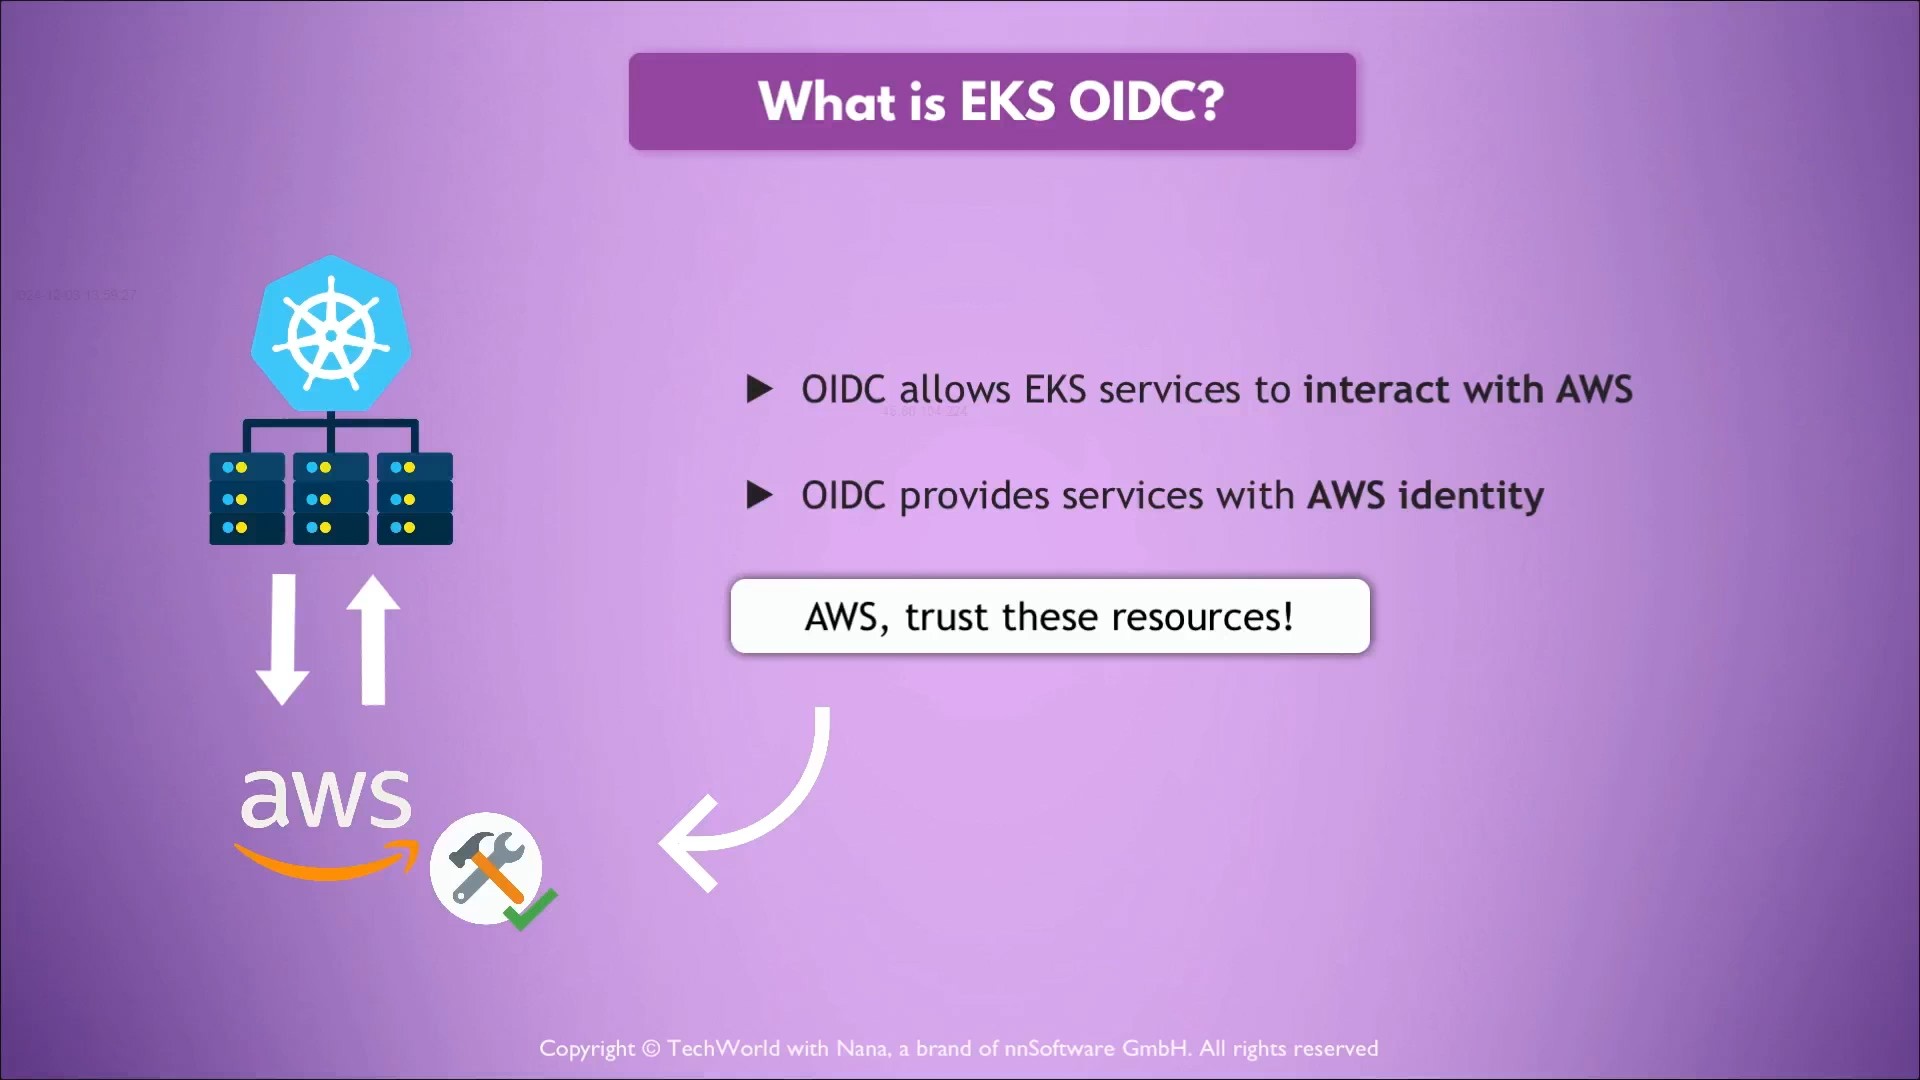 What is EKS OIDC?
▶ OIDC allows EKS services to interact with AWS
▶ OIDC provides services with AWS identity
AWS, trust these resources!
aws
Copyright © TechWorld with Nana, a brand of nnSoftware GmbH. All rights reserved